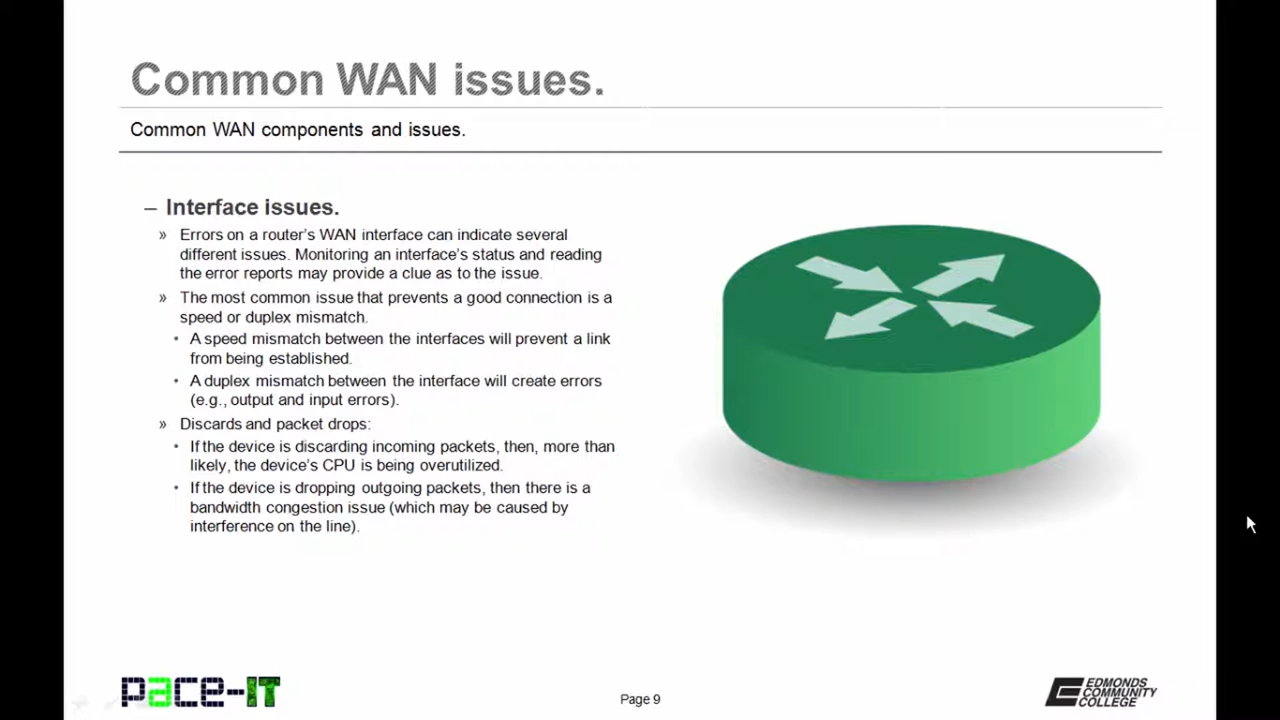 Common WAN issues.
Common WAN components and issues.
– Interface issues.
» Errors on a router's WAN interface can indicate several
different issues. Monitoring an interface's status and reading
the error reports may provide a clue as to the issue.
» The most common issue that prevents a good connection is a
speed or duplex mismatch.
• A speed mismatch between the interfaces will prevent a link
from being established.
• A duplex mismatch between the interface will create errors
(e.g., output and input errors).
» Discards and packet drops:
• If the device is discarding incoming packets, then, more than
likely, the device's CPU is being overutilized.
• If the device is dropping outgoing packets, then there is a
bandwidth congestion issue (which may be caused by
interference on the line).
pace-IT
Page 9
EDMONDS
COMMUNITY
COLLEGE